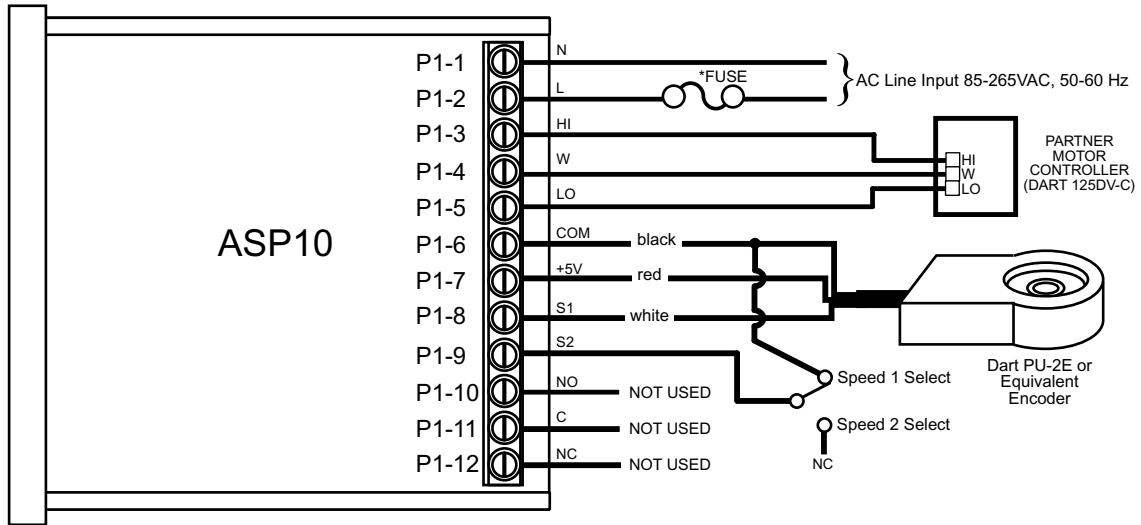 ASP10
P1-1
N
P1-2
L
*FUSE
AC Line Input 85-265VAC, 50-60 Hz
P1-3
HI
P1-4
W
P1-5
LO
HI
W
LO
PARTNER
MOTOR
CONTROLLER
(DART 125DV-C)
P1-6
COM
black
P1-7
+5V
red
P1-8
S1
white
P1-9
S2
Dart PU-2E or
Equivalent
Encoder
Speed 1 Select
Speed 2 Select
NC
P1-10
NO
NOT USED
P1-11
C
NOT USED
P1-12
NC
NOT USED